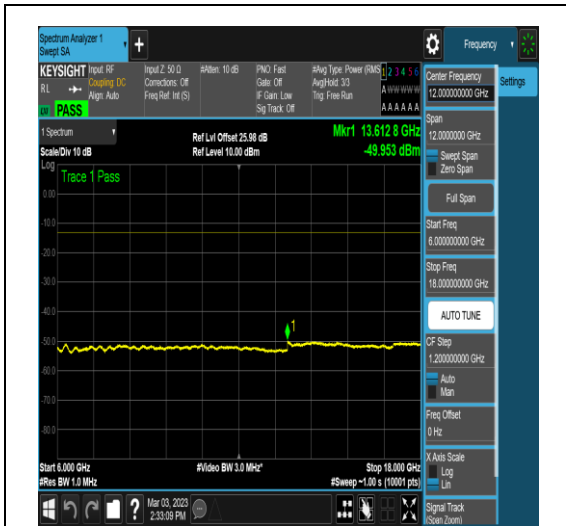 Spectrum Analyzer 1
Swept SA
+
Frequency
KEYSIGHT
RL
Input: RF
Coupling: DC
Align: Auto
Input Z: 50 Ω
Corrections: Off
Freq Ref: Int (S)
#Atten: 10 dB
PNO: Fast
Gate: Off
IF Gain: Low
Sig Track: Off
#Avg Type: Power (RMS
Avg|Hold: 3/3
Trig: Free Run
1 2 3 4 5 6
A W W W W W
A A A A A A
PASS
Center Frequency
12.000000000 GHz
Settings
Span
12.0000000 GHz
Swept Span
Zero Span
Full Span
Start Freq
6.000000000 GHz
Stop Freq
18.000000000 GHz
AUTO TUNE
CF Step
1.200000000 GHz
Auto
Man
Freq Offset
0 Hz
X Axis Scale
Log
Lin
Signal Track
(Span Zoom)
1 Spectrum
Scale/Div 10 dB
Ref Lvl Offset 25.98 dB
Ref Level 10.00 dBm
Mkr1 13.612 8 GHz
-49.953 dBm
Log
Trace 1 Pass
0.00
-10.0
-20.0
-30.0
-40.0
-50.0
-60.0
-70.0
-80.0
1
Start 6.000 GHz
#Res BW 1.0 MHz
#Video BW 3.0 MHz*
Stop 18.000 GHz
#Sweep ~1.00 s (10001 pts)
?
Mar 03, 2023
2:33:09 PM